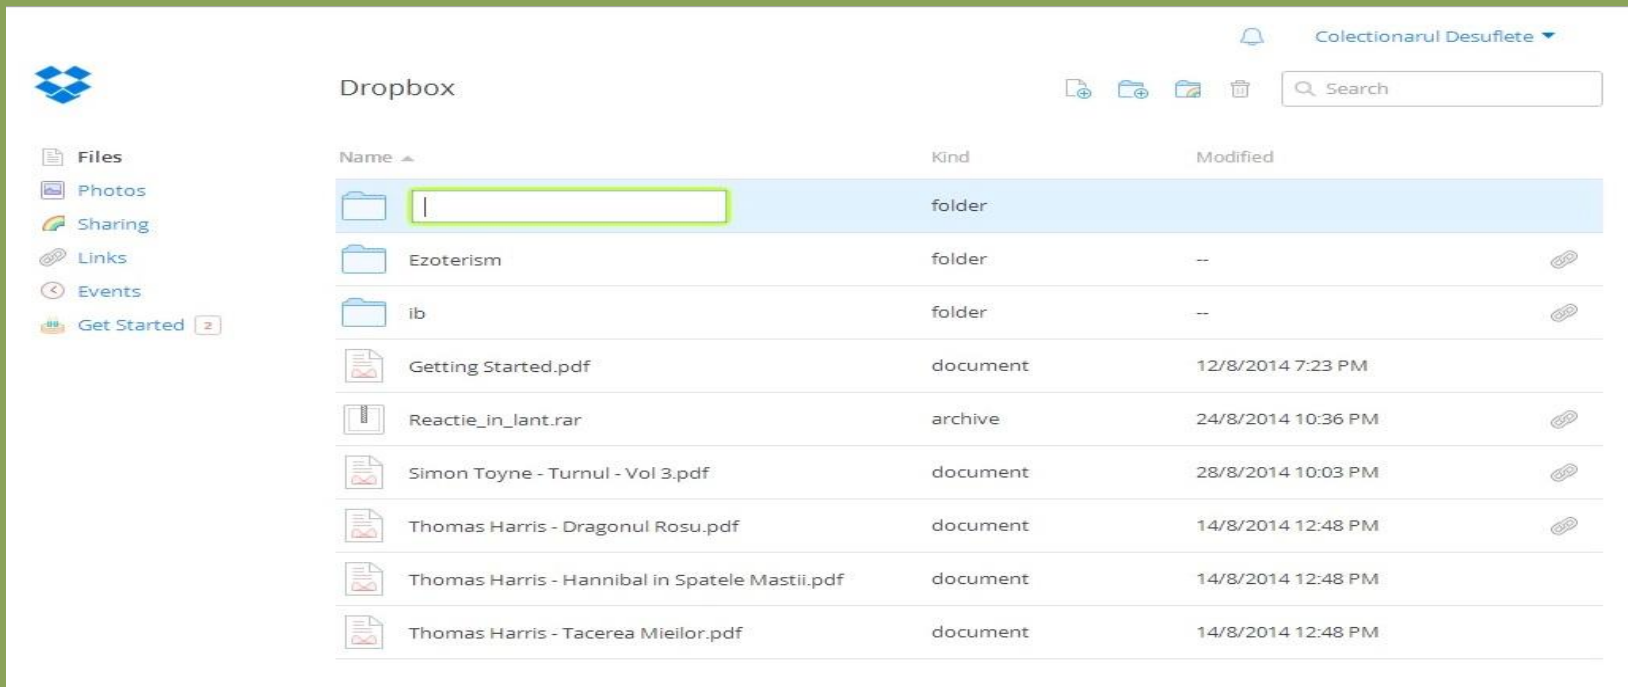 Colectionarul Desuflete
Dropbox
Search
Files
Photos
Sharing
Links
Events
Get Started 2
Name Kind Modified
folder
Ezoterism folder --
ib folder --
Getting Started.pdf document 12/8/2014 7:23 PM
Reactie_in_lant.rar archive 24/8/2014 10:36 PM
Simon Toyne - Turnul - Vol 3.pdf document 28/8/2014 10:03 PM
Thomas Harris - Dragonul Rosu.pdf document 14/8/2014 12:48 PM
Thomas Harris - Hannibal in Spatele Mastii.pdf document 14/8/2014 12:48 PM
Thomas Harris - Tacerea Mieilor.pdf document 14/8/2014 12:48 PM